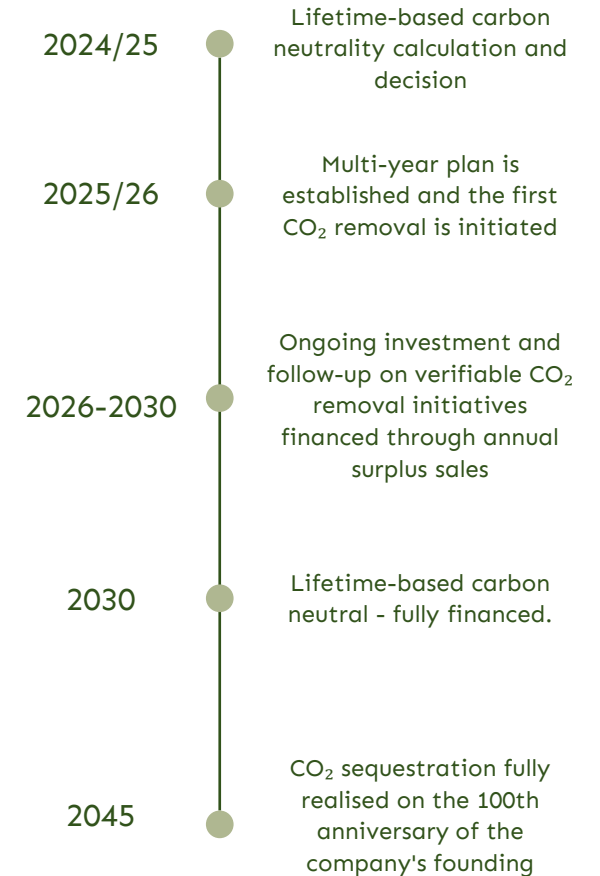 2024/25
Lifetime-based carbon
neutrality calculation and
decision
2025/26
Multi-year plan is
established and the first
CO₂ removal is initiated
2026-2030
Ongoing investment and
follow-up on verifiable CO₂
removal initiatives
financed through annual
surplus sales
2030
Lifetime-based carbon
neutral - fully financed.
2045
CO₂ sequestration fully
realised on the 100th
anniversary of the
company's founding